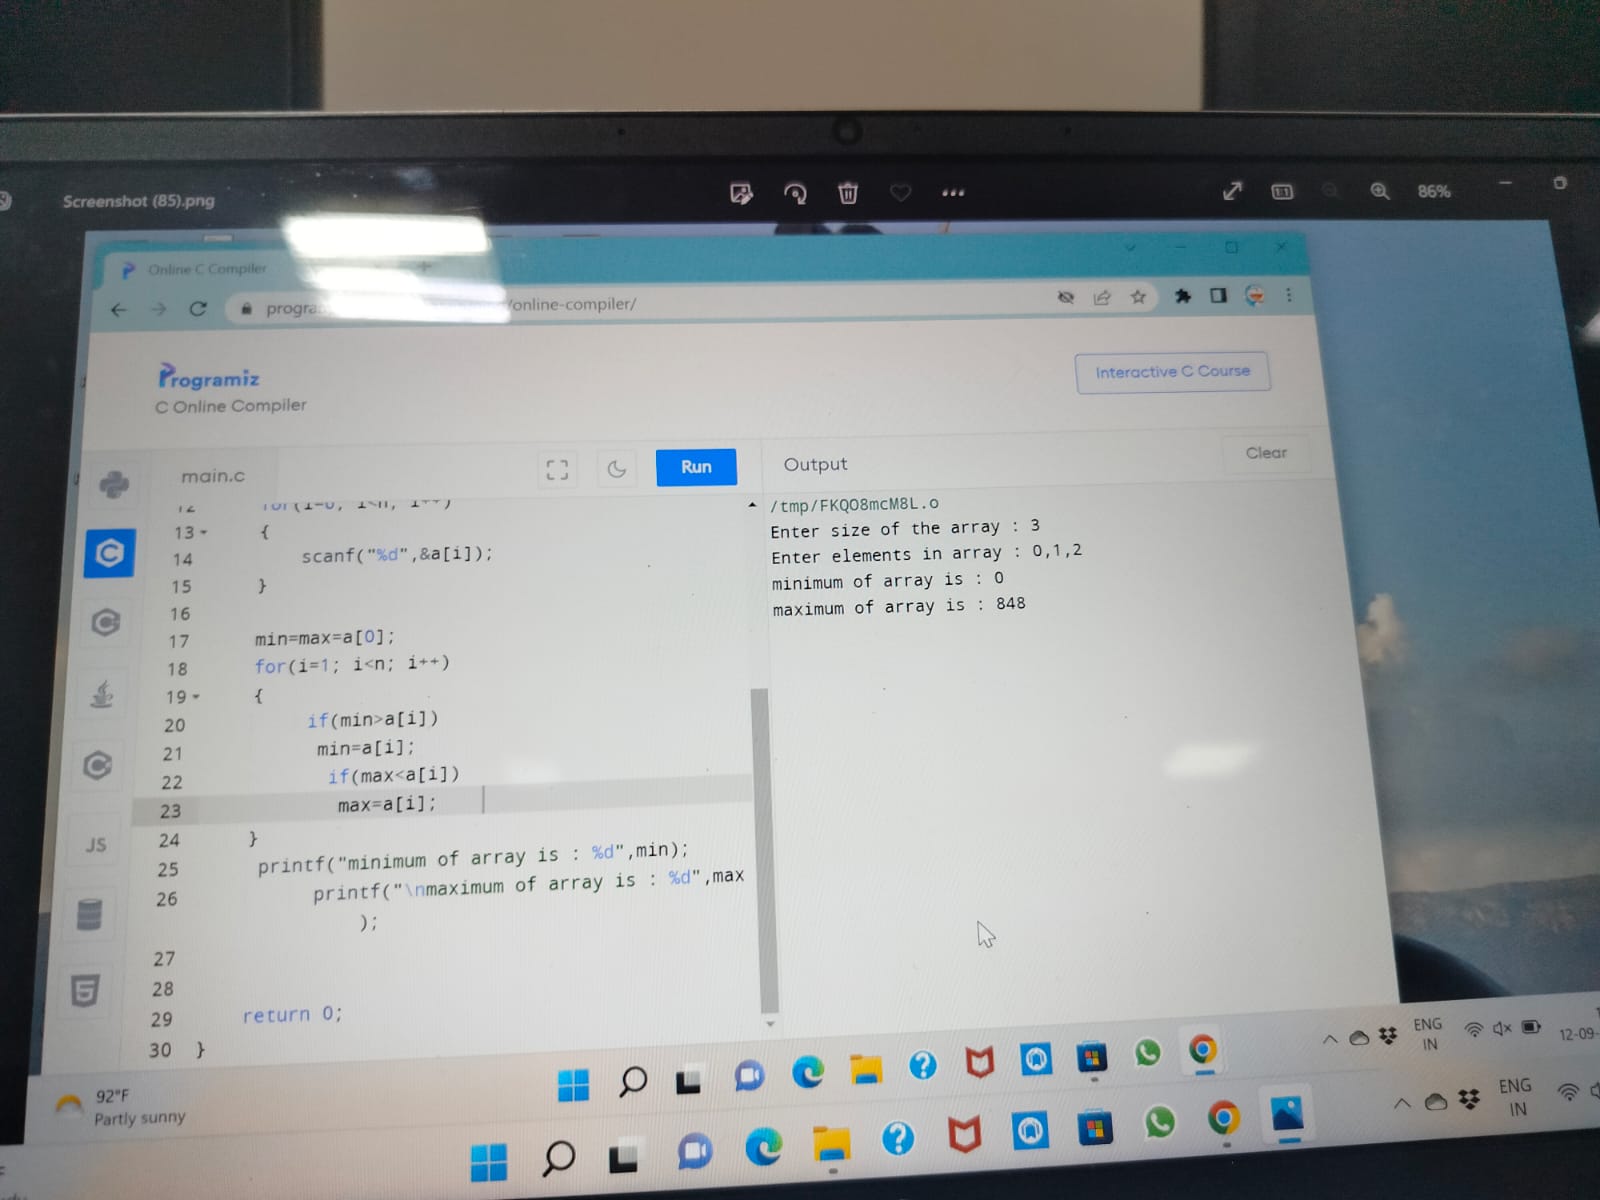 Screenshot (85).png
86%
Online C Compiler
/online-compiler/
Programiz
C Online Compiler
Interactive C Course
main.c
Run
Output
Clear
12 for(i=0; i<n; i++)
13 {
14 scanf("%d",&a[i]);
15 }
16
17 min=max=a[0];
18 for(i=1; i<n; i++)
19 {
20 if(min>a[i])
21 min=a[i];
22 if(max<a[i])
23 max=a[i];
24 }
25 printf("minimum of array is : %d",min);
26 printf("\nmaximum of array is : %d",max
);
27
28
29 return 0;
30 }
/tmp/FKQO8mcM8L.o
Enter size of the array : 3
Enter elements in array : 0,1,2
minimum of array is : 0
maximum of array is : 848
JS
92°F
Partly sunny
ENG
IN
12-09-
ENG
IN